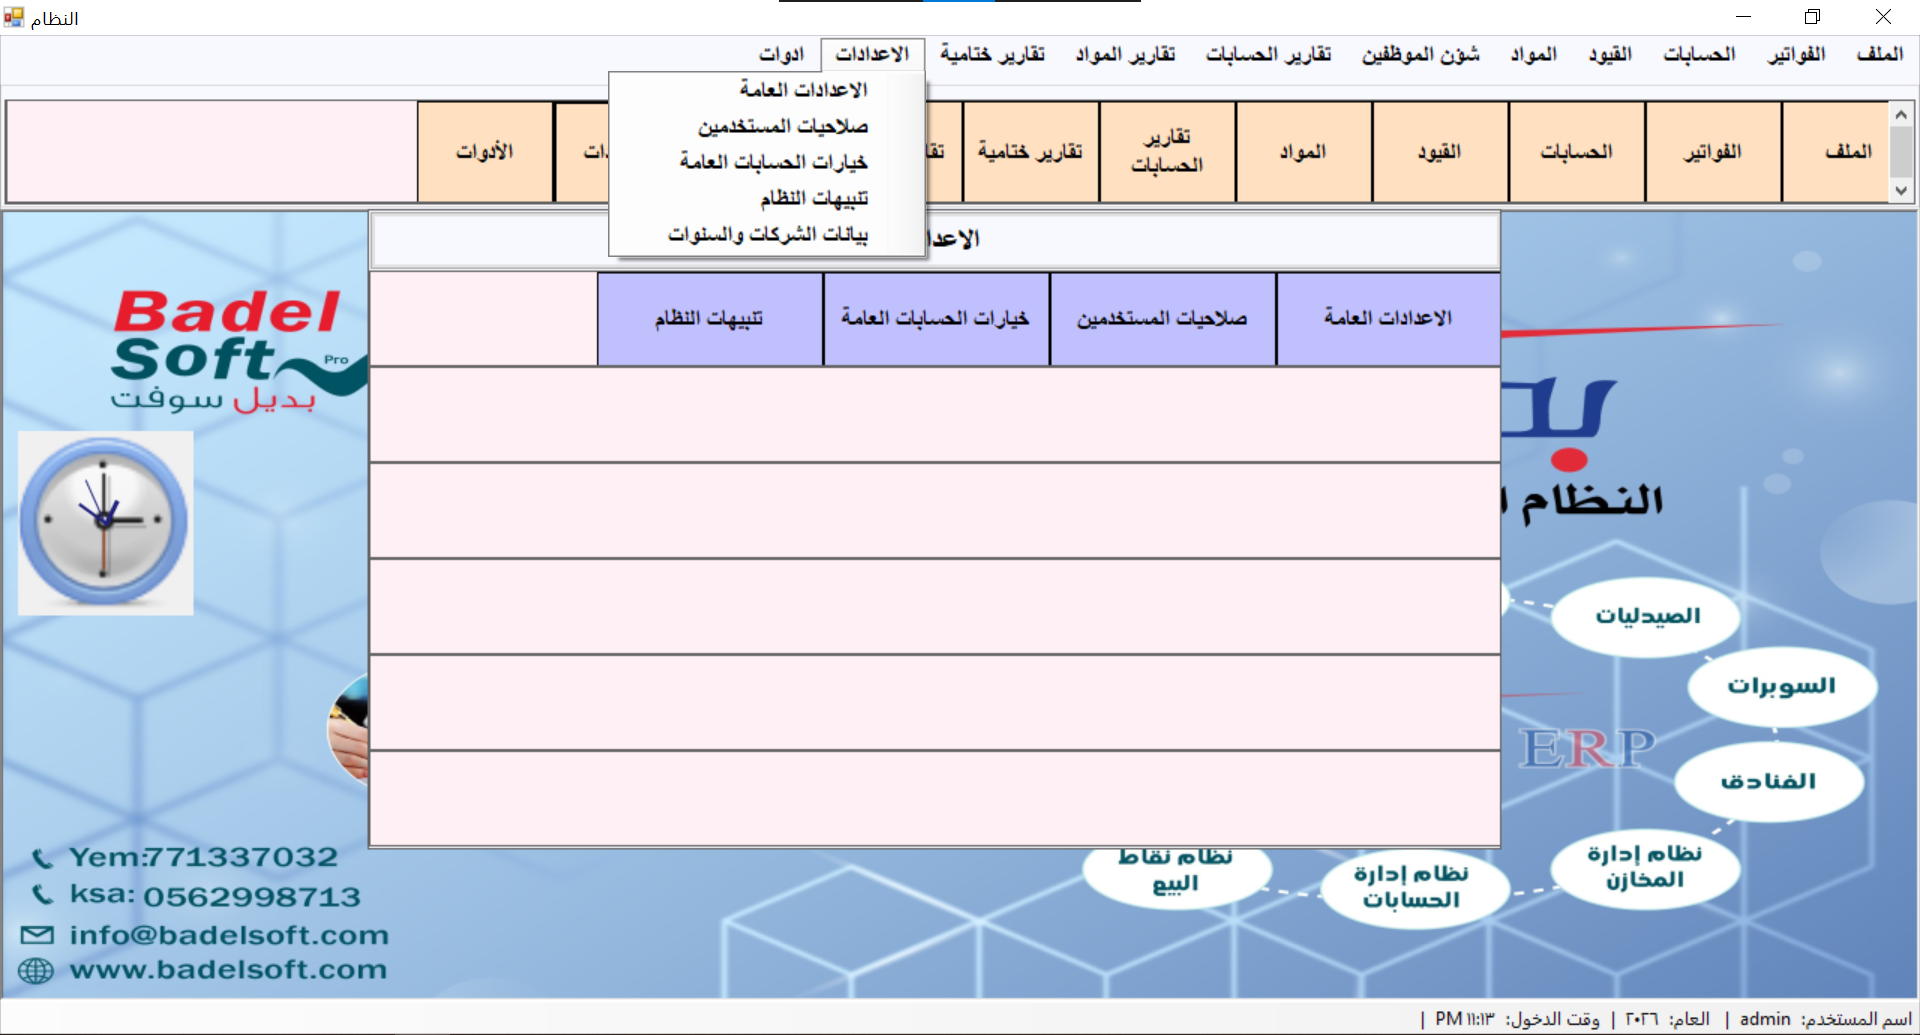 النظام
الملف
الفواتير
الحسابات
القيود
المواد
شؤن الموظفين
تقارير الحسابات
تقارير المواد
تقارير ختامية
الاعدادات
ادوات
الاعدادات العامة
صلاحيات المستخدمين
خيارات الحسابات العامة
تنبيهات النظام
بيانات الشركات والسنوات
الملف
الفواتير
الحسابات
القيود
المواد
تقارير
الحسابات
تقارير ختامية
الأدوات
الاعدادات العامة
صلاحيات المستخدمين
خيارات الحسابات العامة
تنبيهات النظام
Badel
Soft Pro
بديل سوفت
النظام
الصيدليات
السوبرات
ERP
الفنادق
نظام إدارة
المخازن
نظام إدارة
الحسابات
نظام نقاط
البيع
Yem:771337032
ksa: 0562998713
info@badelsoft.com
www.badelsoft.com
اسم المستخدم: admin | العام: ٢٠٢٦ | وقت الدخول: ١١:١٣ PM |